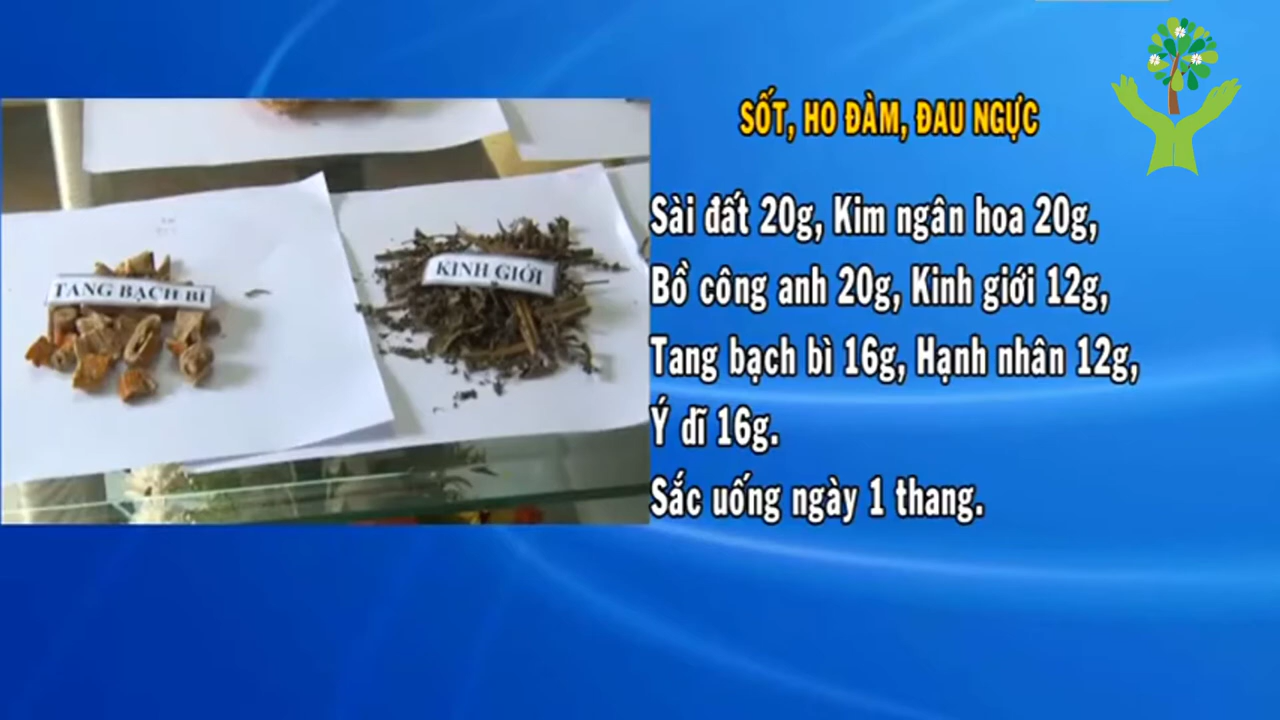 SỐT, HO ĐÀM, ĐAU NGỰC
TANG BẠCH BÌ
KINH GIỚI
Sài đất 20g, Kim ngân hoa 20g,
Bồ công anh 20g, Kinh giới 12g,
Tang bạch bì 16g, Hạnh nhân 12g,
Ý dĩ 16g.
Sắc uống ngày 1 thang.